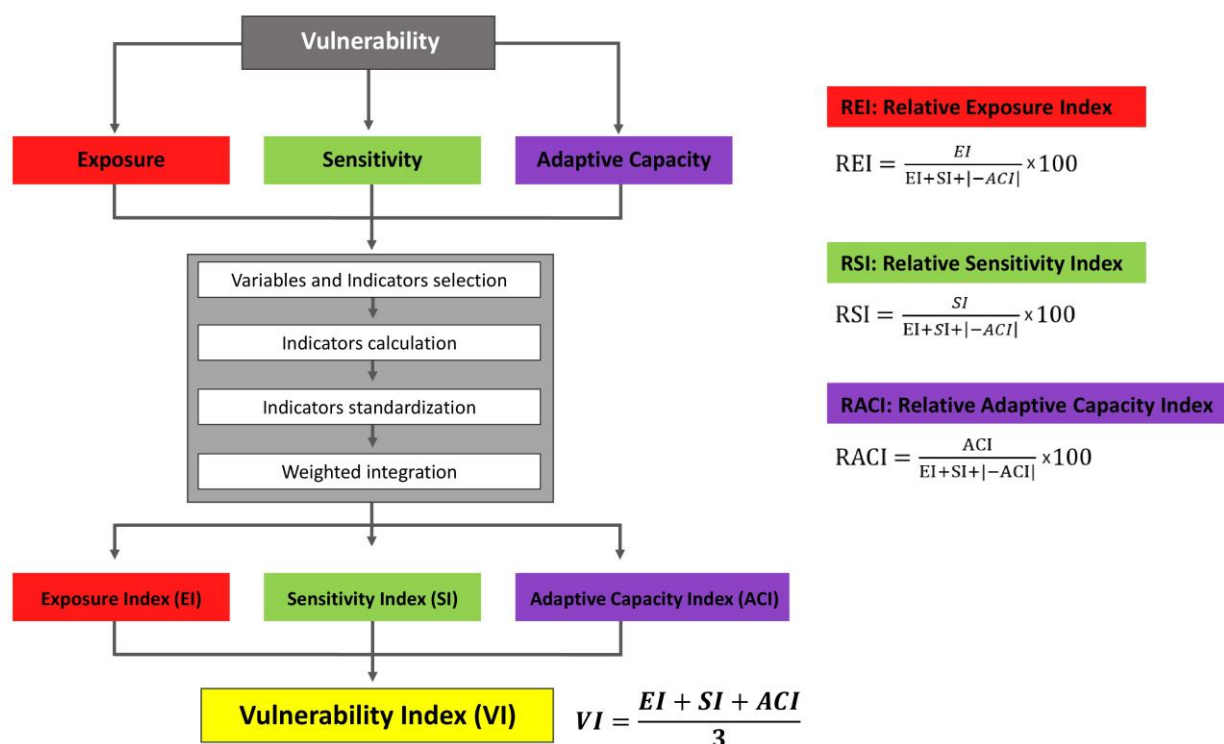 Vulnerability
Exposure
Sensitivity
Adaptive Capacity
Variables and Indicators selection
Indicators calculation
Indicators standardization
Weighted integration
Exposure Index (EI)
Sensitivity Index (SI)
Adaptive Capacity Index (ACI)
Vulnerability Index (VI)
VI = (EI + SI + ACI) / 3
REI: Relative Exposure Index
REI = EI / (EI+SI+|−ACI|) ×100
RSI: Relative Sensitivity Index
RSI = SI / (EI+SI+|−ACI|) ×100
RACI: Relative Adaptive Capacity Index
RACI = ACI / (EI+SI+|−ACI|) ×100